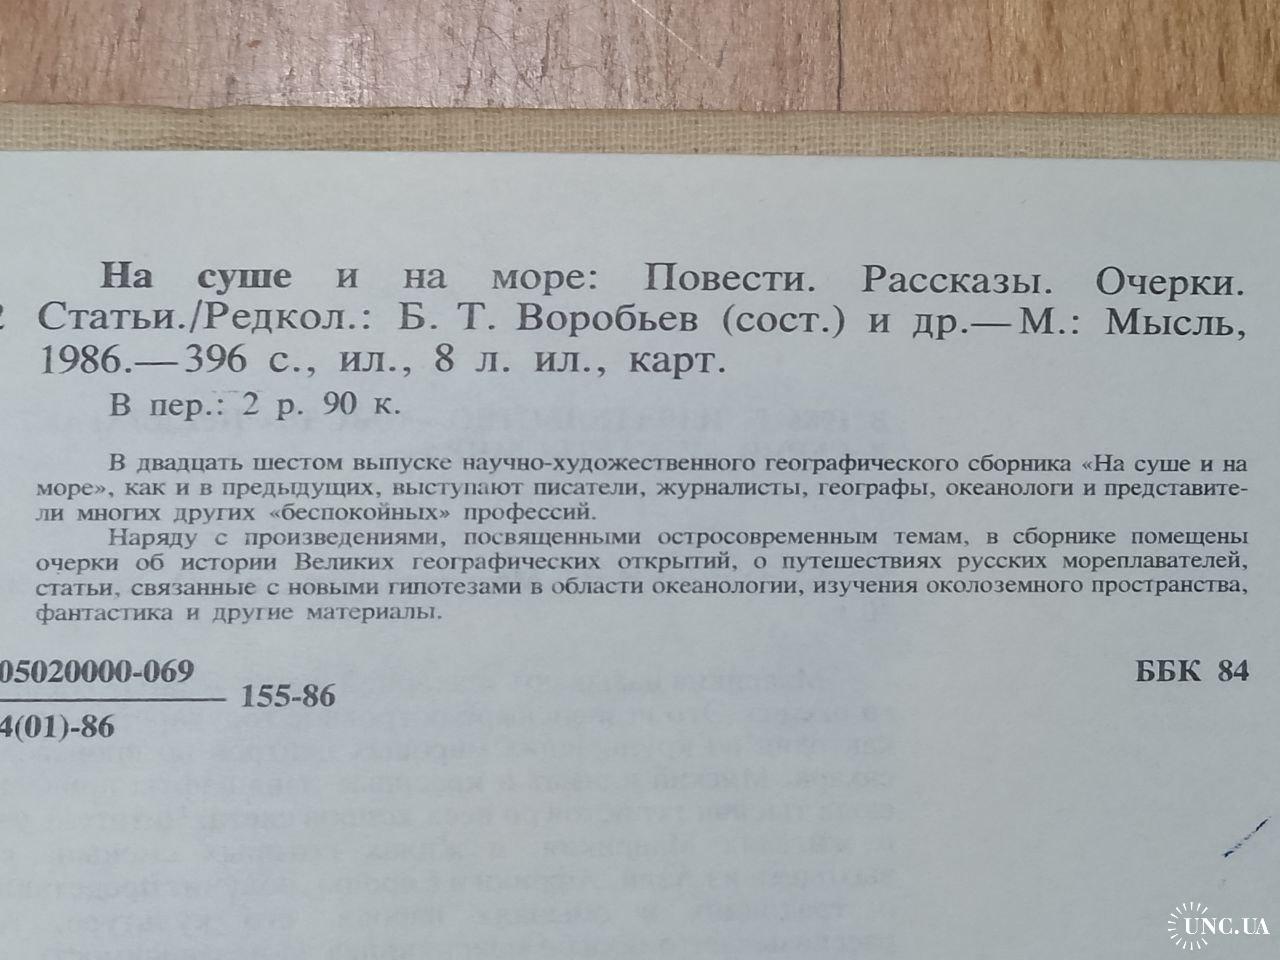 На суше и на море: Повести. Рассказы. Очерки.
2 Статьи./Редкол.: Б. Т. Воробьев (сост.) и др.—М.: Мысль,
1986.—396 с., ил., 8 л. ил., карт.
В пер.: 2 р. 90 к.
В двадцать шестом выпуске научно-художественного географического сборника «На суше и на
море», как и в предыдущих, выступают писатели, журналисты, географы, океанологи и представите-
ли многих других «беспокойных» профессий.
Наряду с произведениями, посвященными остросовременным темам, в сборнике помещены
очерки об истории Великих географических открытий, о путешествиях русских мореплавателей,
статьи, связанные с новыми гипотезами в области океанологии, изучения околоземного пространства,
фантастика и другие материалы.
05020000-069
155-86
4(01)-86
ББК 84
UNC.UA